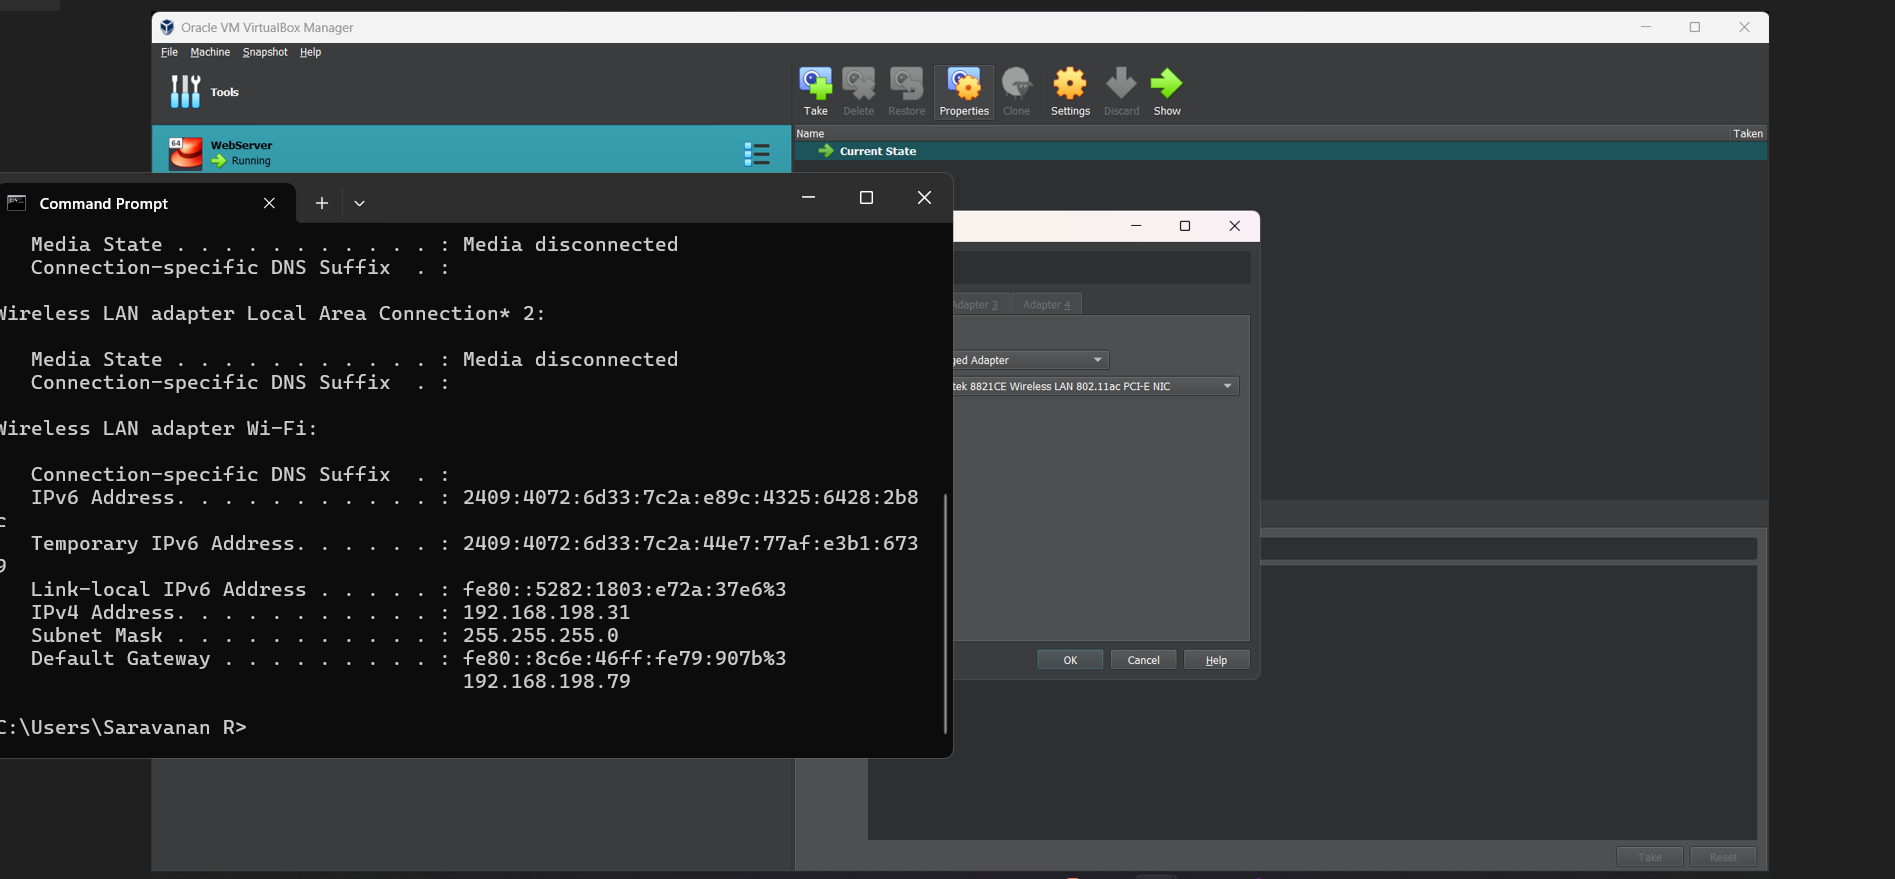 Oracle VM VirtualBox Manager
File Machine Snapshot Help
Tools
Take Delete Restore Properties Clone Settings Discard Show
Name Taken
64 WebServer
Running
Current State
Command Prompt
Media State . . . . . . . . . . . : Media disconnected
Connection-specific DNS Suffix  . :
Wireless LAN adapter Local Area Connection* 2:
Media State . . . . . . . . . . . : Media disconnected
Connection-specific DNS Suffix  . :
Wireless LAN adapter Wi-Fi:
Connection-specific DNS Suffix  . :
IPv6 Address. . . . . . . . . . . : 2409:4072:6d33:7c2a:e89c:4325:6428:2b8
c
Temporary IPv6 Address. . . . . . : 2409:4072:6d33:7c2a:44e7:77af:e3b1:673
9
Link-local IPv6 Address . . . . . : fe80::5282:1803:e72a:37e6%3
IPv4 Address. . . . . . . . . . . : 192.168.198.31
Subnet Mask . . . . . . . . . . . : 255.255.255.0
Default Gateway . . . . . . . . . : fe80::8c6e:46ff:fe79:907b%3
192.168.198.79
C:\Users\Saravanan R>
Adapter 3 Adapter 4
ged Adapter
tek 8821CE Wireless LAN 802.11ac PCI-E NIC
OK Cancel Help
Take Reset